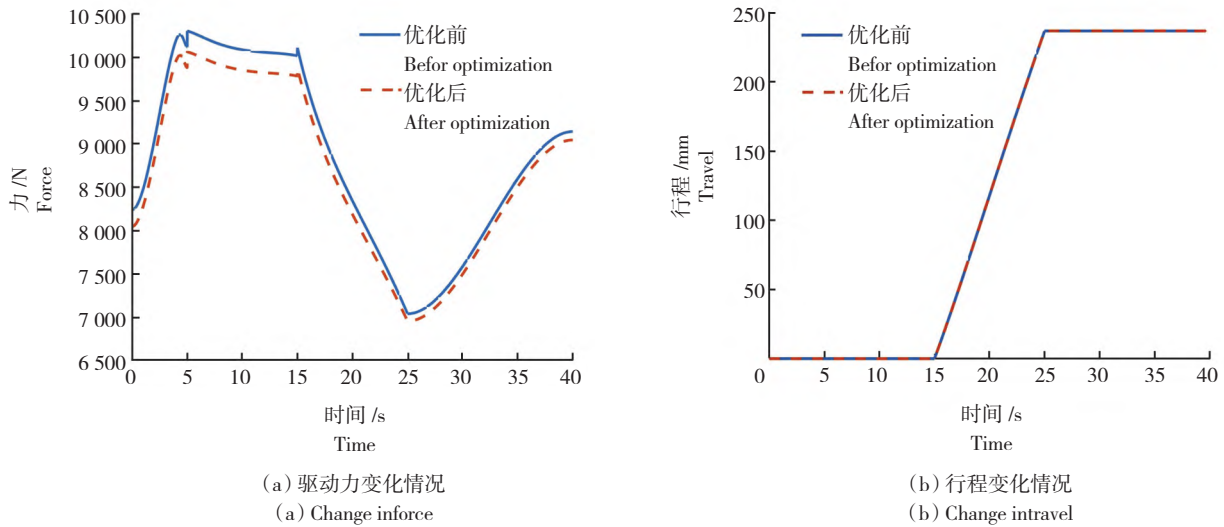 10 500
10 000
9 500
9 000
8 500
8 000
7 500
7 000
6 500
力 /N
Force
优化前
Befor optimization
优化后
After optimization
0 5 10 15 20 25 30 35 40
时间 /s
Time
(a) 驱动力变化情况
(a) Change inforce
250
200
150
100
50
行程 /mm
Travel
优化前
Befor optimization
优化后
After optimization
0 5 10 15 20 25 30 35 40
时间 /s
Time
(b) 行程变化情况
(b) Change intravel